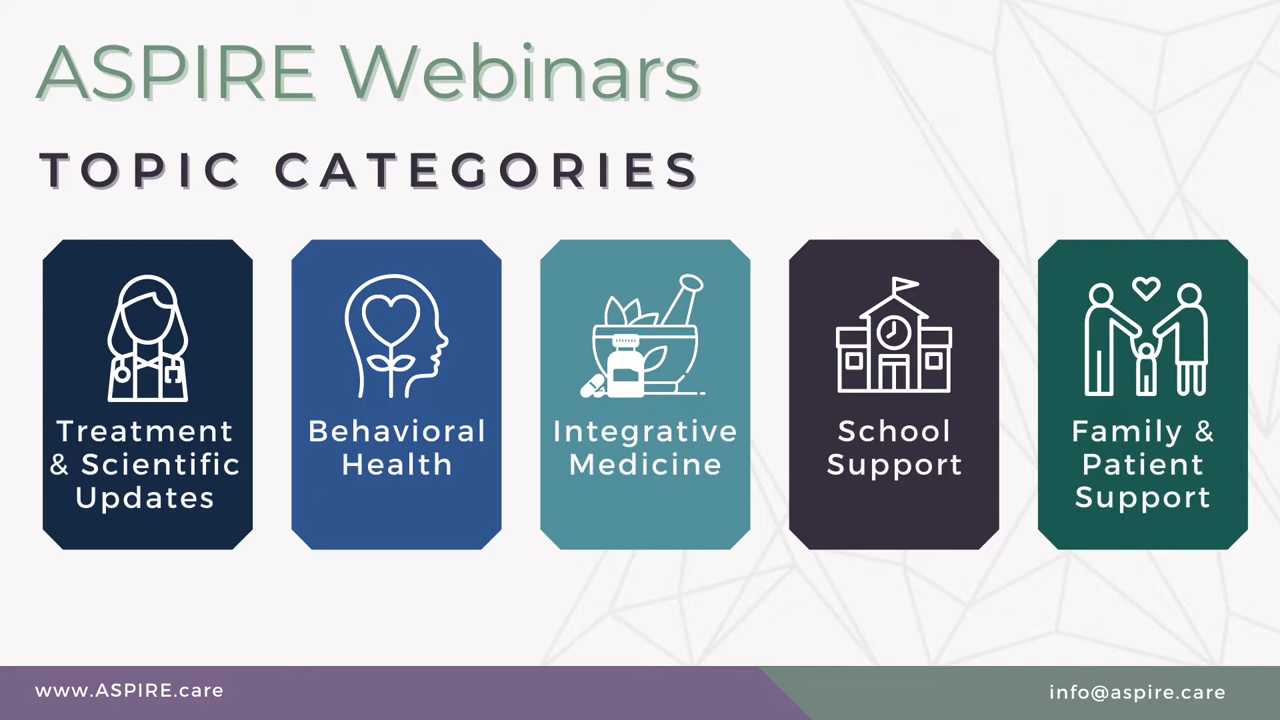 ASPIRE Webinars
TOPIC CATEGORIES
Treatment
& Scientific
Updates
Behavioral
Health
Integrative
Medicine
School
Support
Family &
Patient
Support
www.ASPIRE.care
info@aspire.care